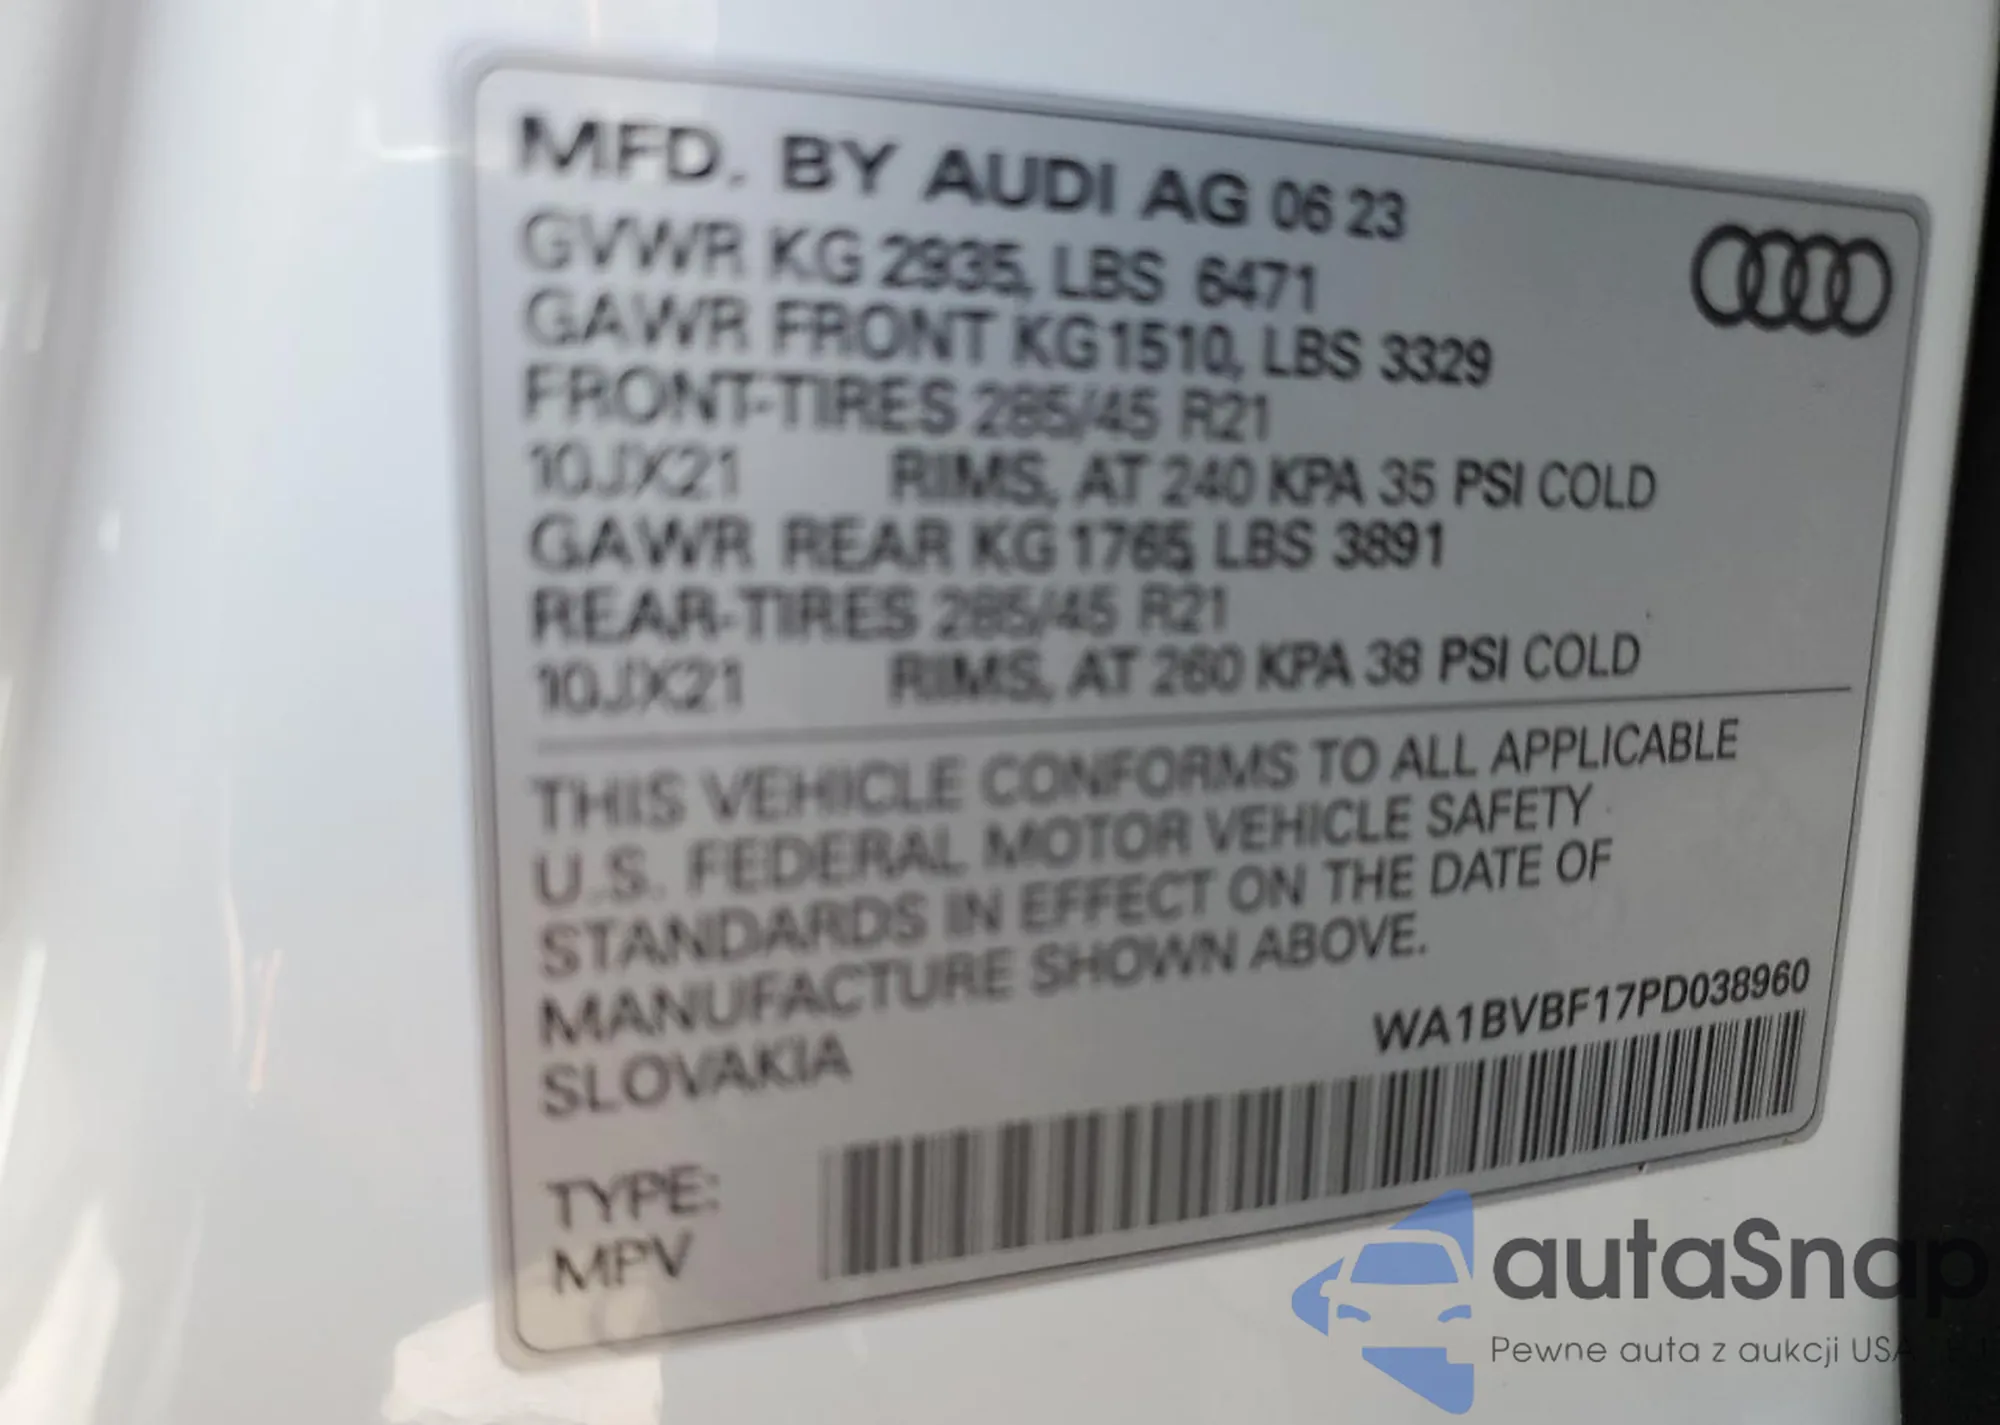 MFD. BY AUDI AG 06 23
GVWR KG 2935, LBS 6471
GAWR FRONT KG 1510, LBS 3329
FRONT-TIRES 285/45 R21
10JX21 RIMS, AT 240 KPA 35 PSI COLD
GAWR REAR KG 1765, LBS 3891
REAR-TIRES 285/45 R21
10JX21 RIMS, AT 260 KPA 38 PSI COLD
THIS VEHICLE CONFORMS TO ALL APPLICABLE
U.S. FEDERAL MOTOR VEHICLE SAFETY
STANDARDS IN EFFECT ON THE DATE OF
MANUFACTURE SHOWN ABOVE.
SLOVAKIA
WA1BVBF17PD038960
TYPE:
MPV
autaSnap
Pewne auta z aukcji USA